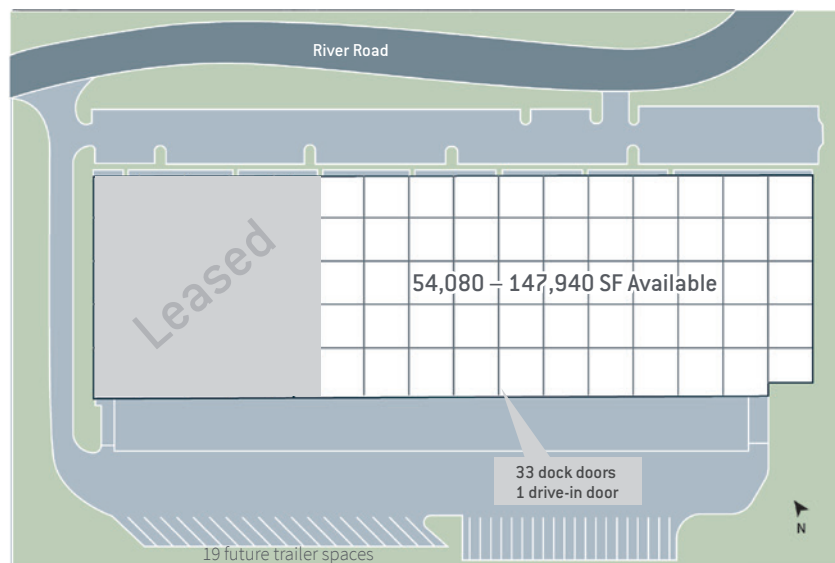 River Road
Leased
54,080 – 147,940 SF Available
33 dock doors
1 drive-in door
19 future trailer spaces
N